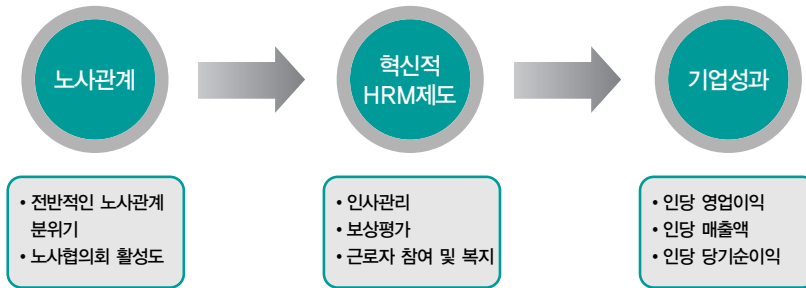 노사관계
혁신적
HRM제도
기업성과
• 전반적인 노사관계
분위기
• 노사협의회 활성도
• 인사관리
• 보상평가
• 근로자 참여 및 복지
• 인당 영업이익
• 인당 매출액
• 인당 당기순이익